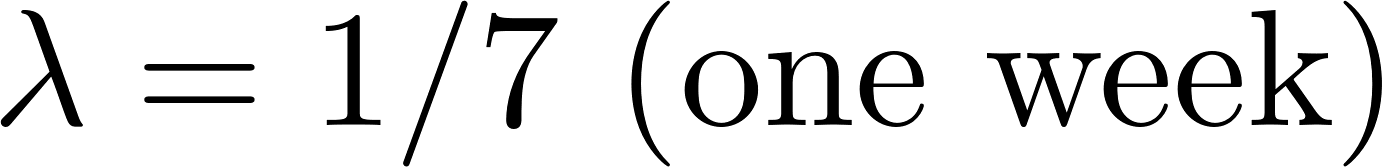 λ = 1/7 (one week)